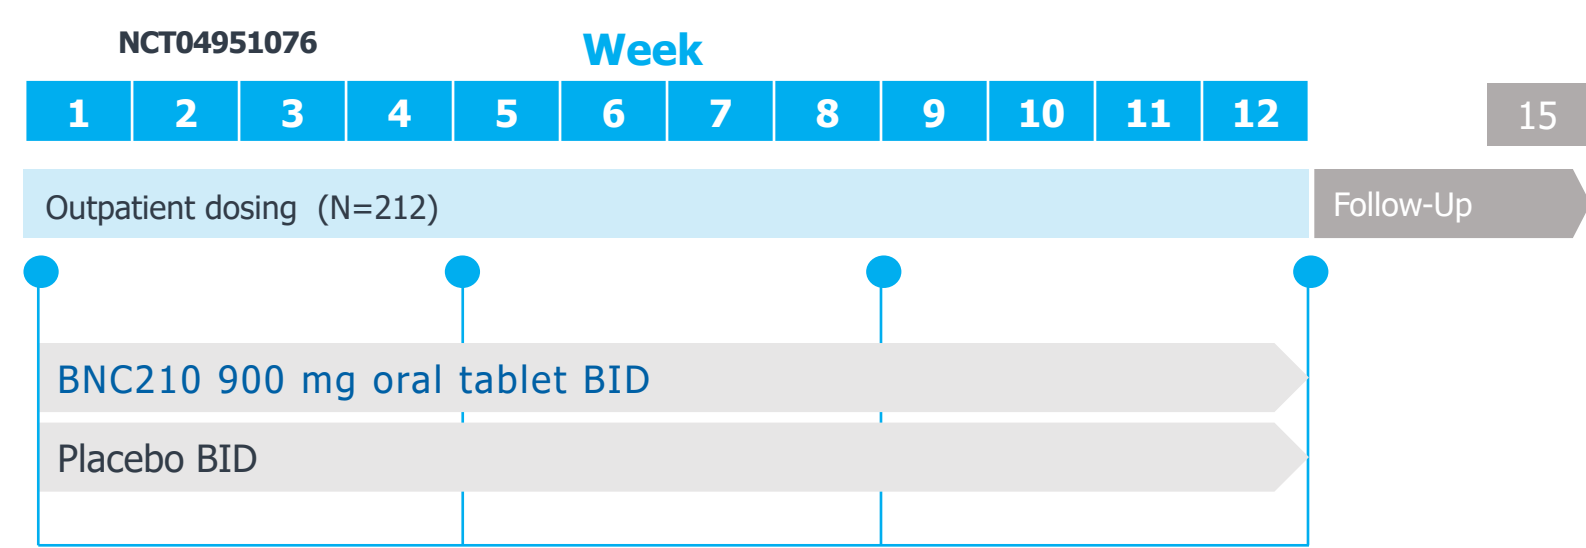 NCT04951076
Week
1 2 3 4 5 6 7 8 9 10 11 12 15
Outpatient dosing (N=212)
Follow-Up
BNC210 900 mg oral tablet BID
Placebo BID